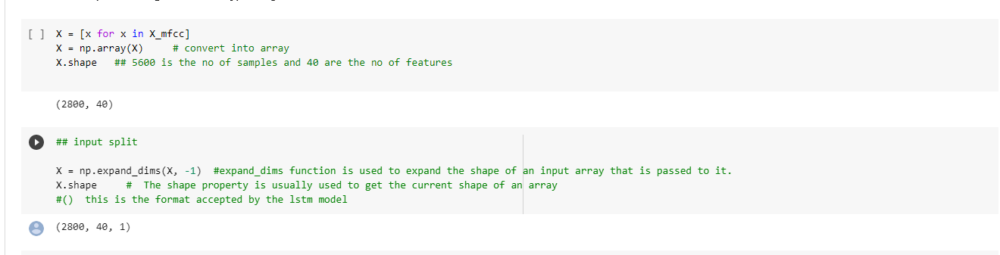 [ ] X = [x for x in X_mfcc]
X = np.array(X)     # convert into array
X.shape   ## 5600 is the no of samples and 40 are the no of features
(2800, 40)
## input split
X = np.expand_dims(X, -1)  #expand_dims function is used to expand the shape of an input array that is passed to it.
X.shape     #  The shape property is usually used to get the current shape of an array
#()  this is the format accepted by the lstm model
(2800, 40, 1)